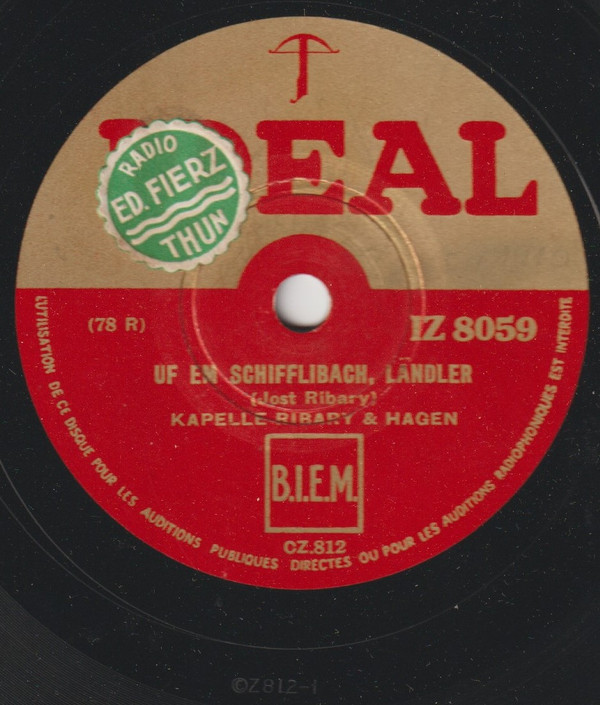 IDEAL
RADIO
ED. FIERZ
THUN
(78 R)
IZ 8059
UF EM SCHIFFLIBACH, LÄNDLER
(Jost Ribary)
KAPELLE RIBARY & HAGEN
B.I.E.M.
CZ.812
L'UTILISATION DE CE DISQUE POUR LES AUDITIONS PUBLIQUES DIRECTES OU POUR LES AUDITIONS RADIOPHONIQUES EST INTERDITE
CZ812-1